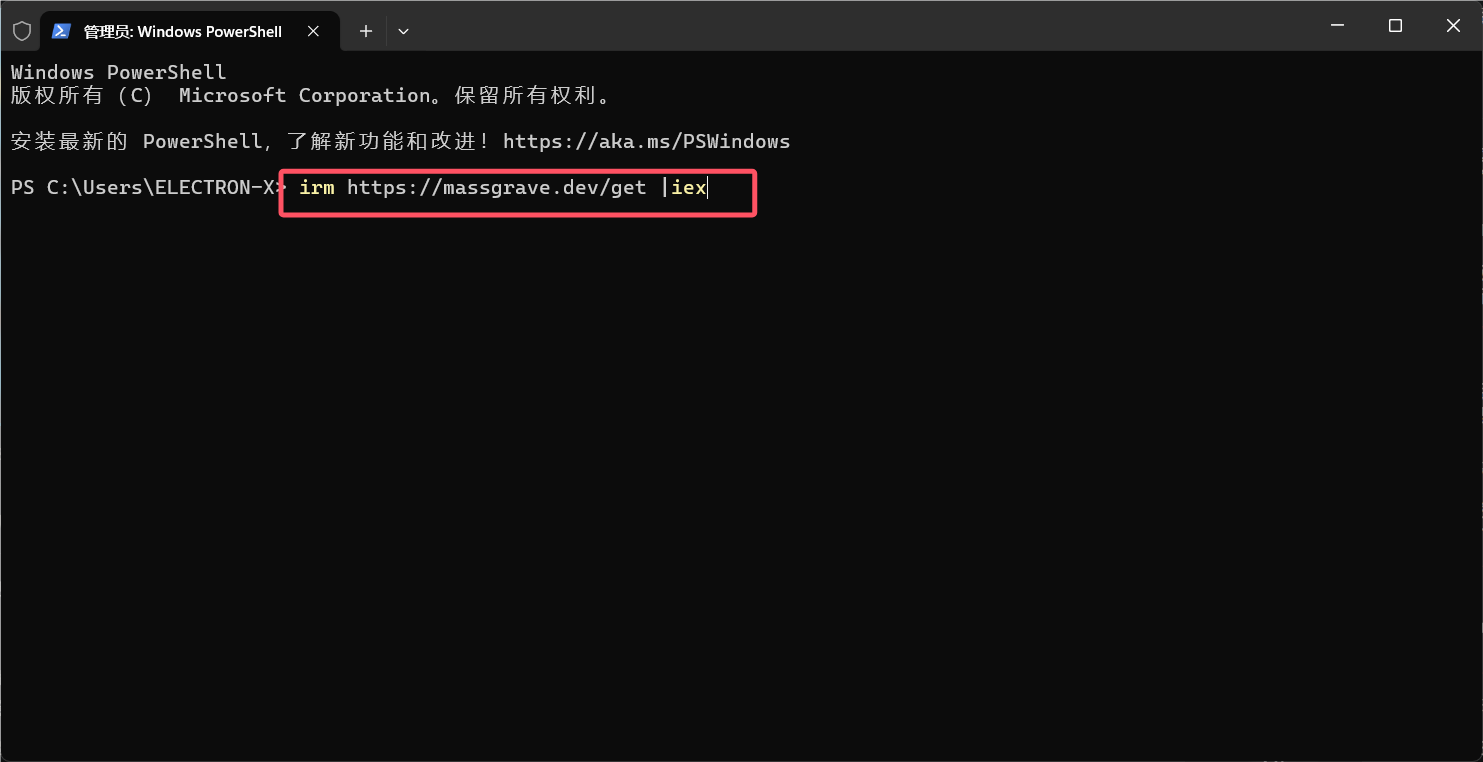 管理员: Windows PowerShell
Windows PowerShell
版权所有（C） Microsoft Corporation。保留所有权利。
安装最新的 PowerShell，了解新功能和改进！https://aka.ms/PSWindows
PS C:\Users\ELECTRON-X> irm https://massgrave.dev/get |iex